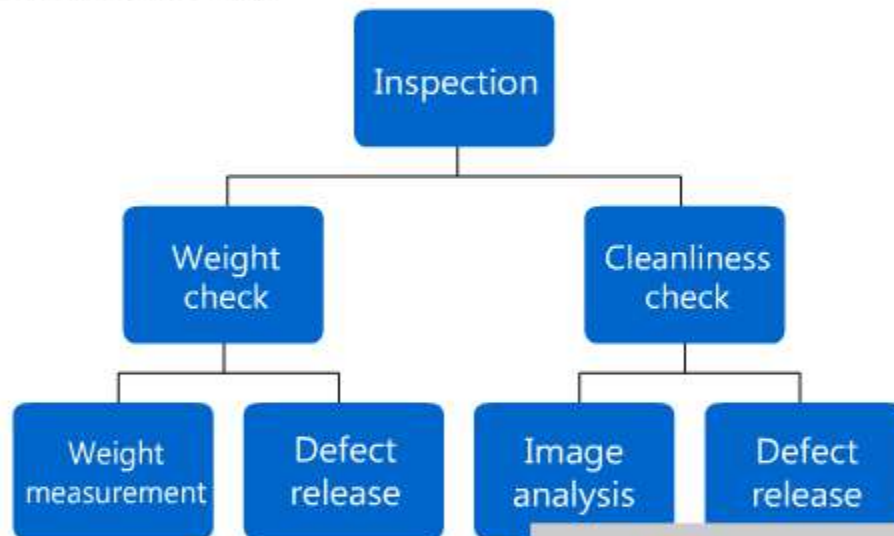 Inspection
Weight
check
Cleanliness
check
Weight
measurement
Defect
release
Image
analysis
Defect
release